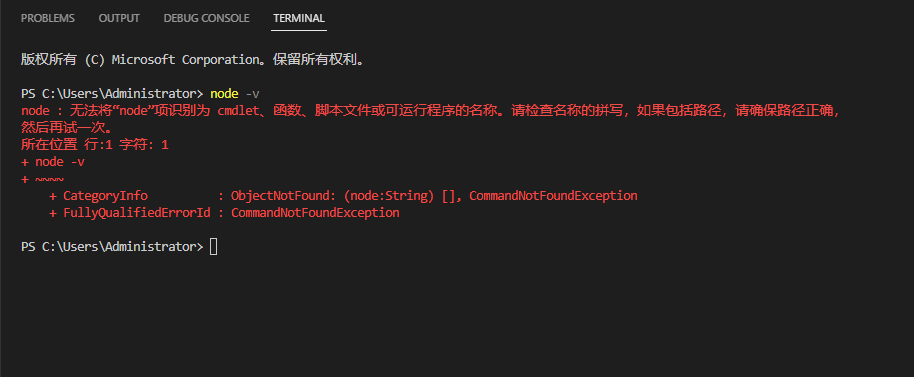 PROBLEMS OUTPUT DEBUG CONSOLE TERMINAL
版权所有 (C) Microsoft Corporation。保留所有权利。
PS C:\Users\Administrator> node -v
node : 无法将“node”项识别为 cmdlet、函数、脚本文件或可运行程序的名称。请检查名称的拼写，如果包括路径，请确保路径正确，
然后再试一次。
所在位置 行:1 字符: 1
+ node -v
+ ~~~~
    + CategoryInfo          : ObjectNotFound: (node:String) [], CommandNotFoundException
    + FullyQualifiedErrorId : CommandNotFoundException
PS C:\Users\Administrator>